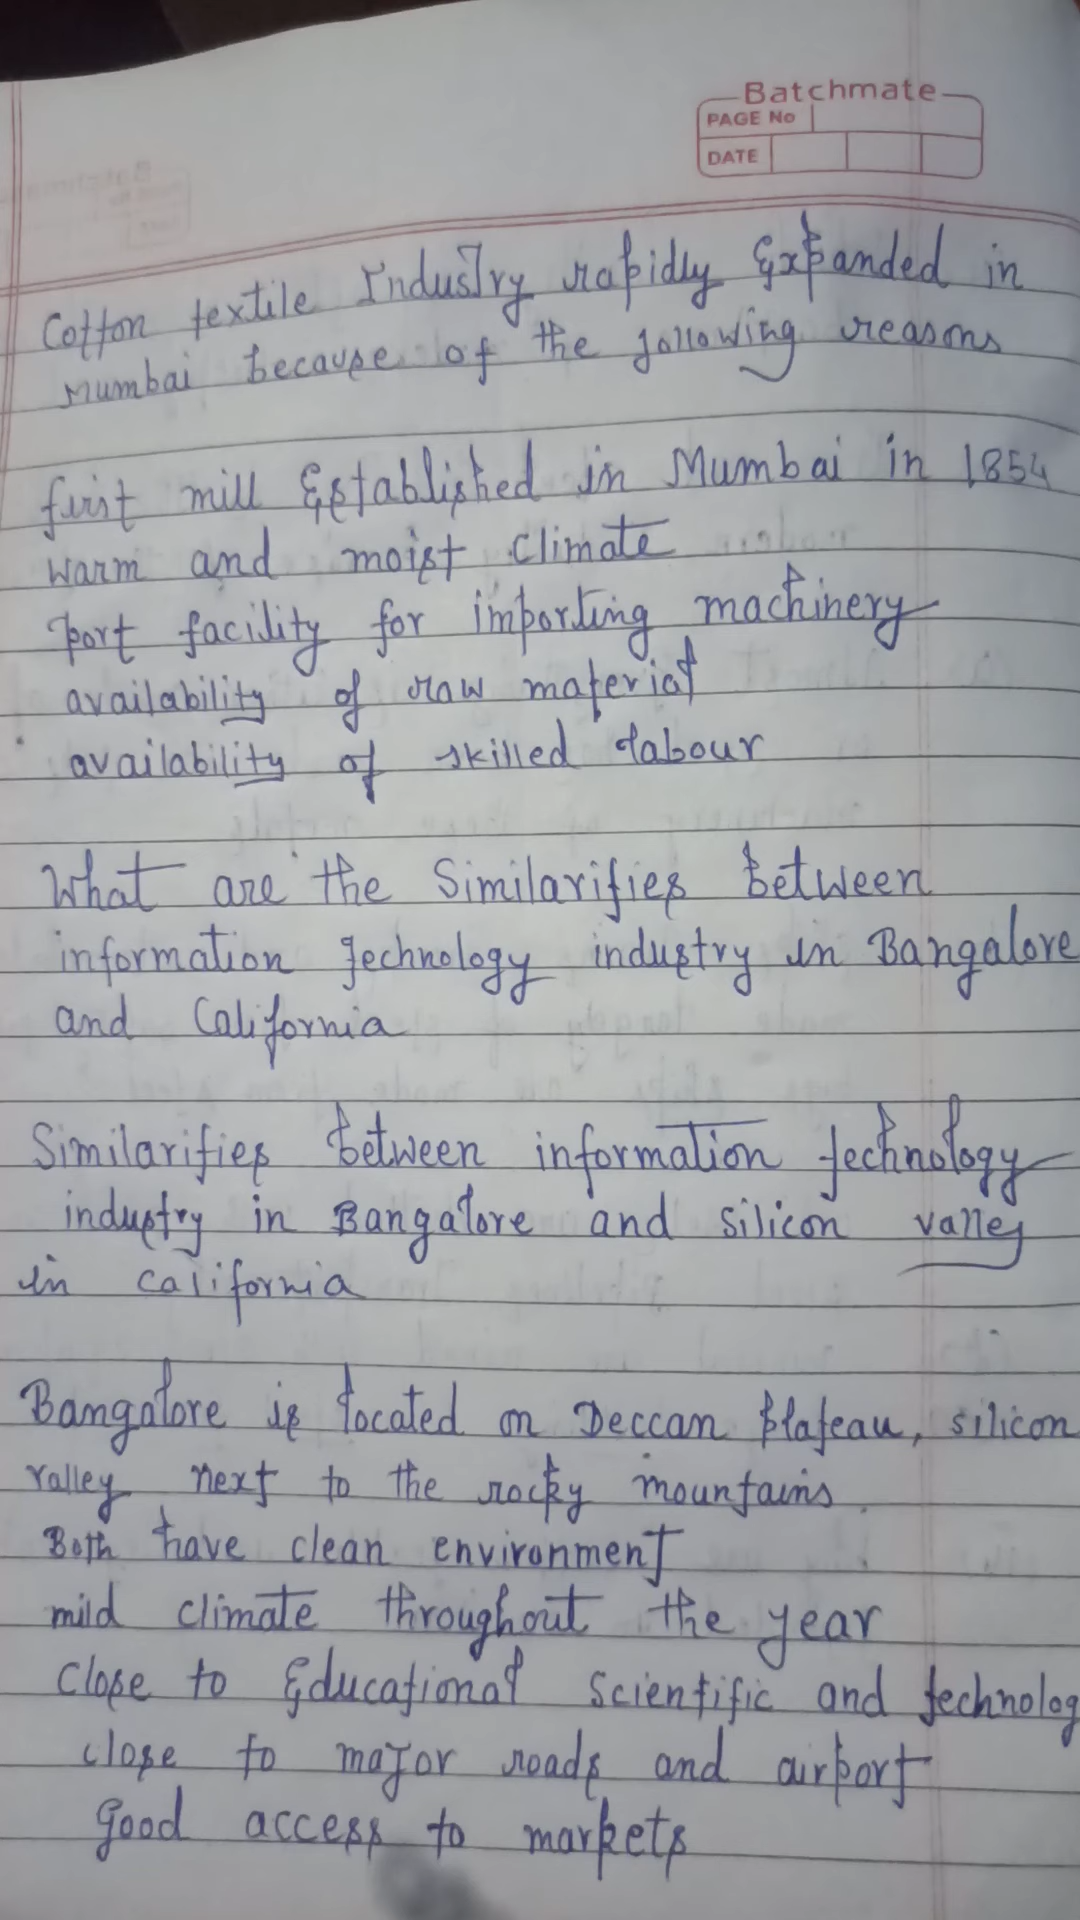 Batchmate
PAGE No
DATE
Cotton textile Industry rapidly Expanded in
Mumbai because of the following reasons
first mill Established in Mumbai in 1854
warm and moist climate
port facility for importing machinery
availability of raw material
availability of skilled labour
What are the Similarities between
information technology industry in Bangalore
and California
Similarities between information technology
industry in Bangalore and silicon valley
in california
Bangalore is located on Deccan plateau, silicon
valley next to the rocky mountains
Both have clean environment
mild climate throughout the year
close to Educational scientific and technolog
close to major roads and airport
good access to markets